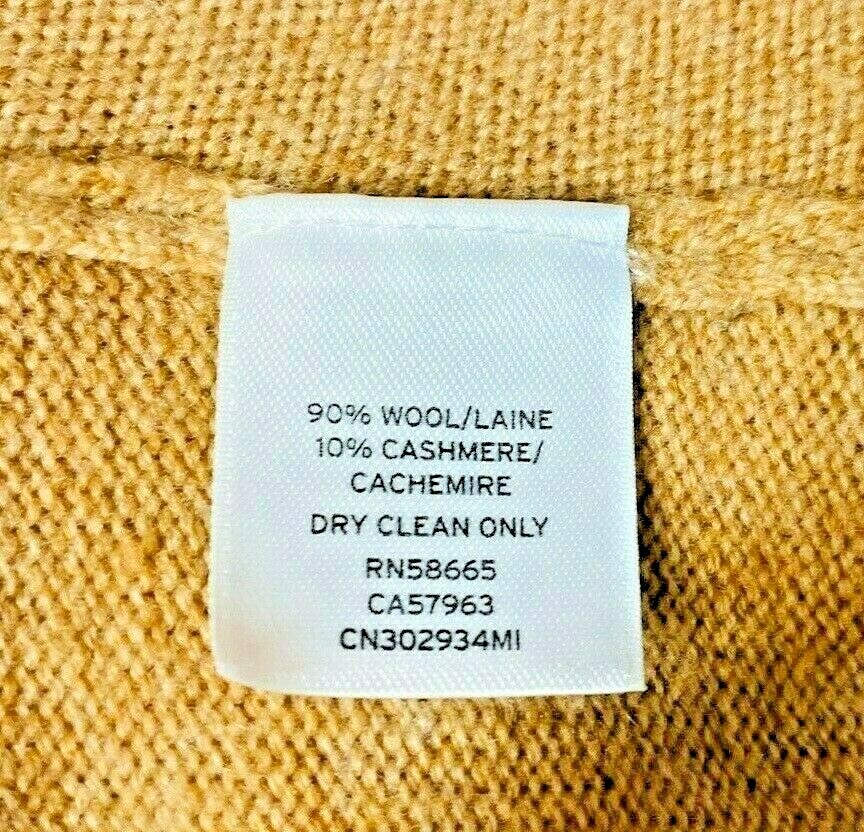 90% WOOL/LAINE
10% CASHMERE/
CACHEMIRE
DRY CLEAN ONLY
RN58665
CA57963
CN302934MI